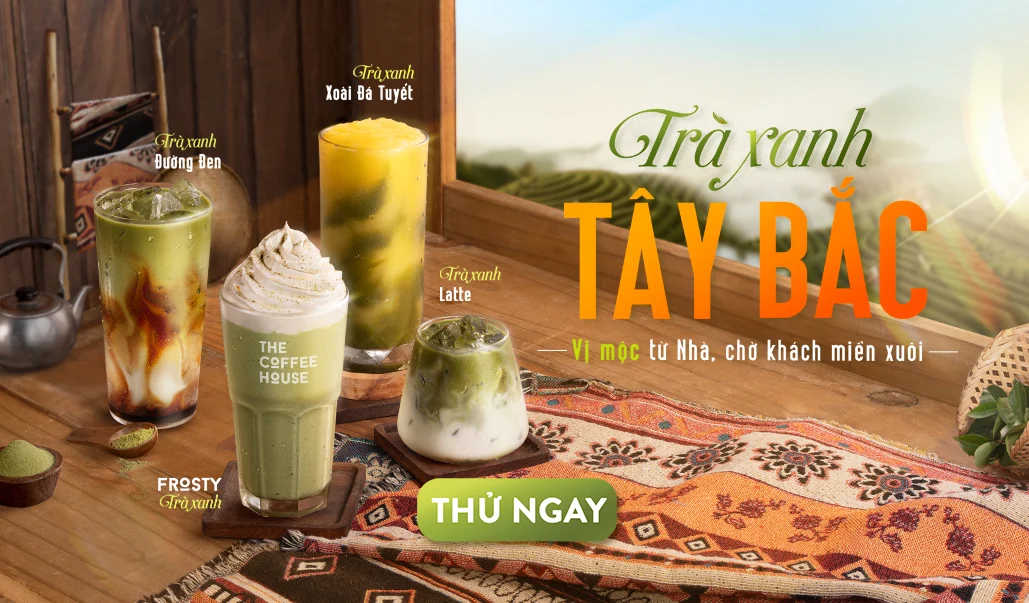 Trà xanh
Xoài Đá Tuyết
Trà xanh
Đường Đen
Trà xanh
TÂY BẮC
Vị mộc từ Nhà, chờ khách miền xuôi
Trà xanh
Latte
THE
COFFEE
HOUSE
FROSTY
Trà xanh
THỬ NGAY